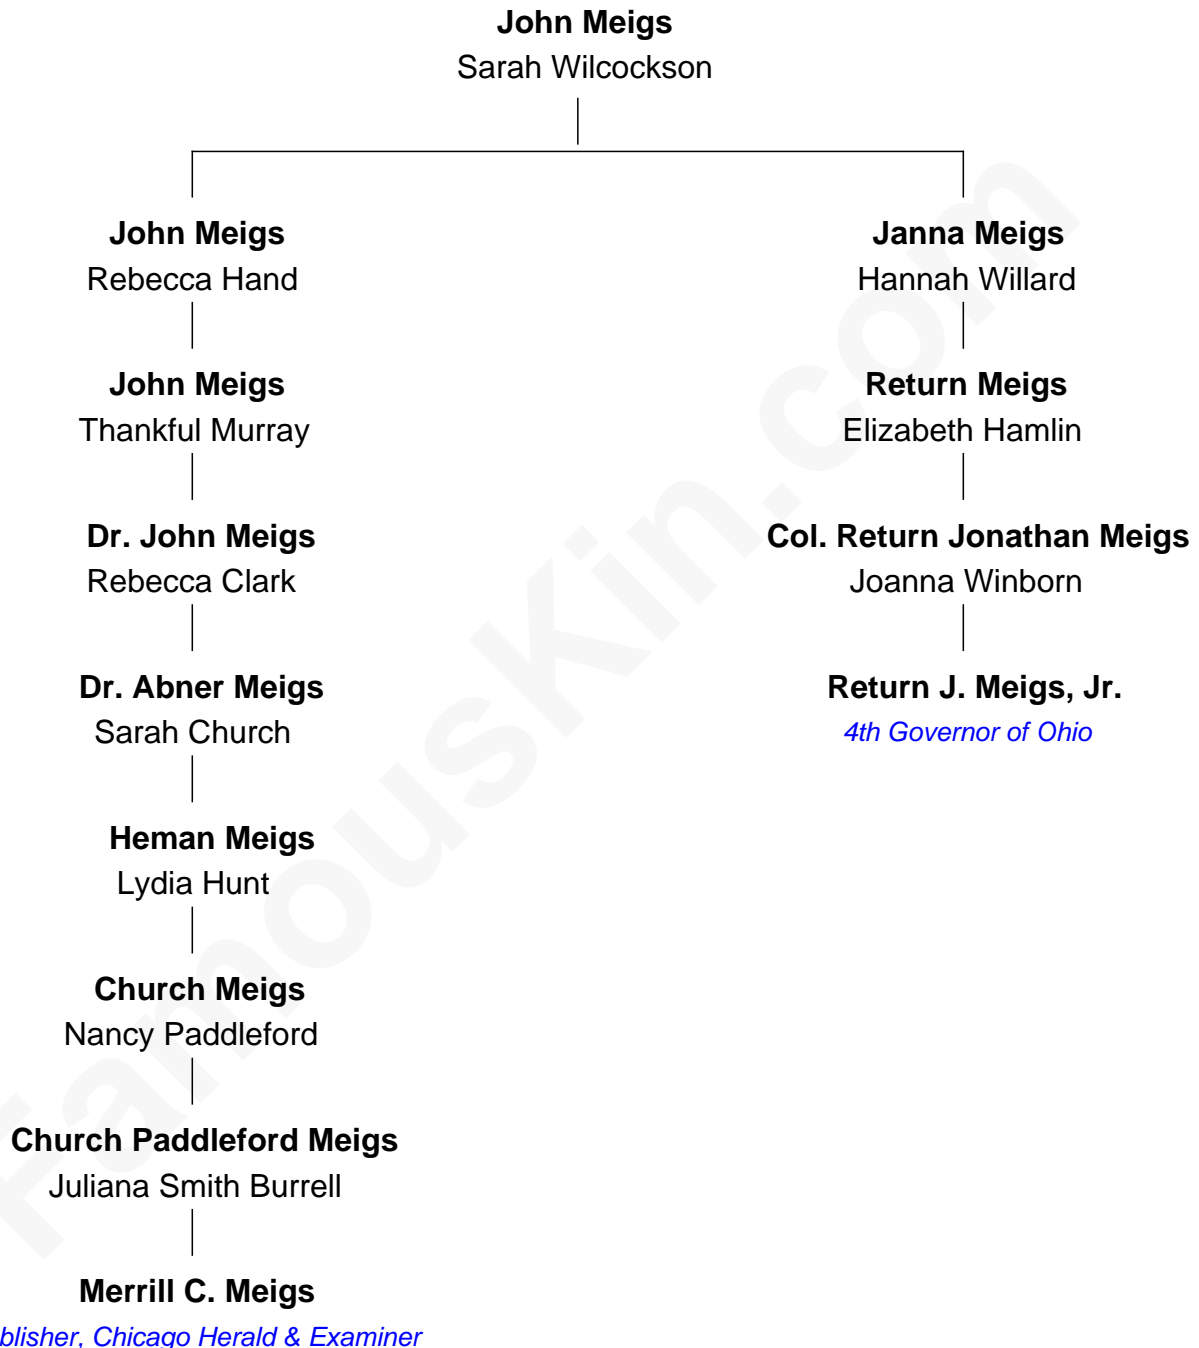 John Meigs
Sarah Wilcockson
John Meigs
Rebecca Hand
John Meigs
Thankful Murray
Dr. John Meigs
Rebecca Clark
Dr. Abner Meigs
Sarah Church
Heman Meigs
Lydia Hunt
Church Meigs
Nancy Paddleford
Church Paddleford Meigs
Juliana Smith Burrell
Merrill C. Meigs
blisher, Chicago Herald & Examiner
Janna Meigs
Hannah Willard
Return Meigs
Elizabeth Hamlin
Col. Return Jonathan Meigs
Joanna Winborn
Return J. Meigs, Jr.
4th Governor of Ohio
FamousKin.com